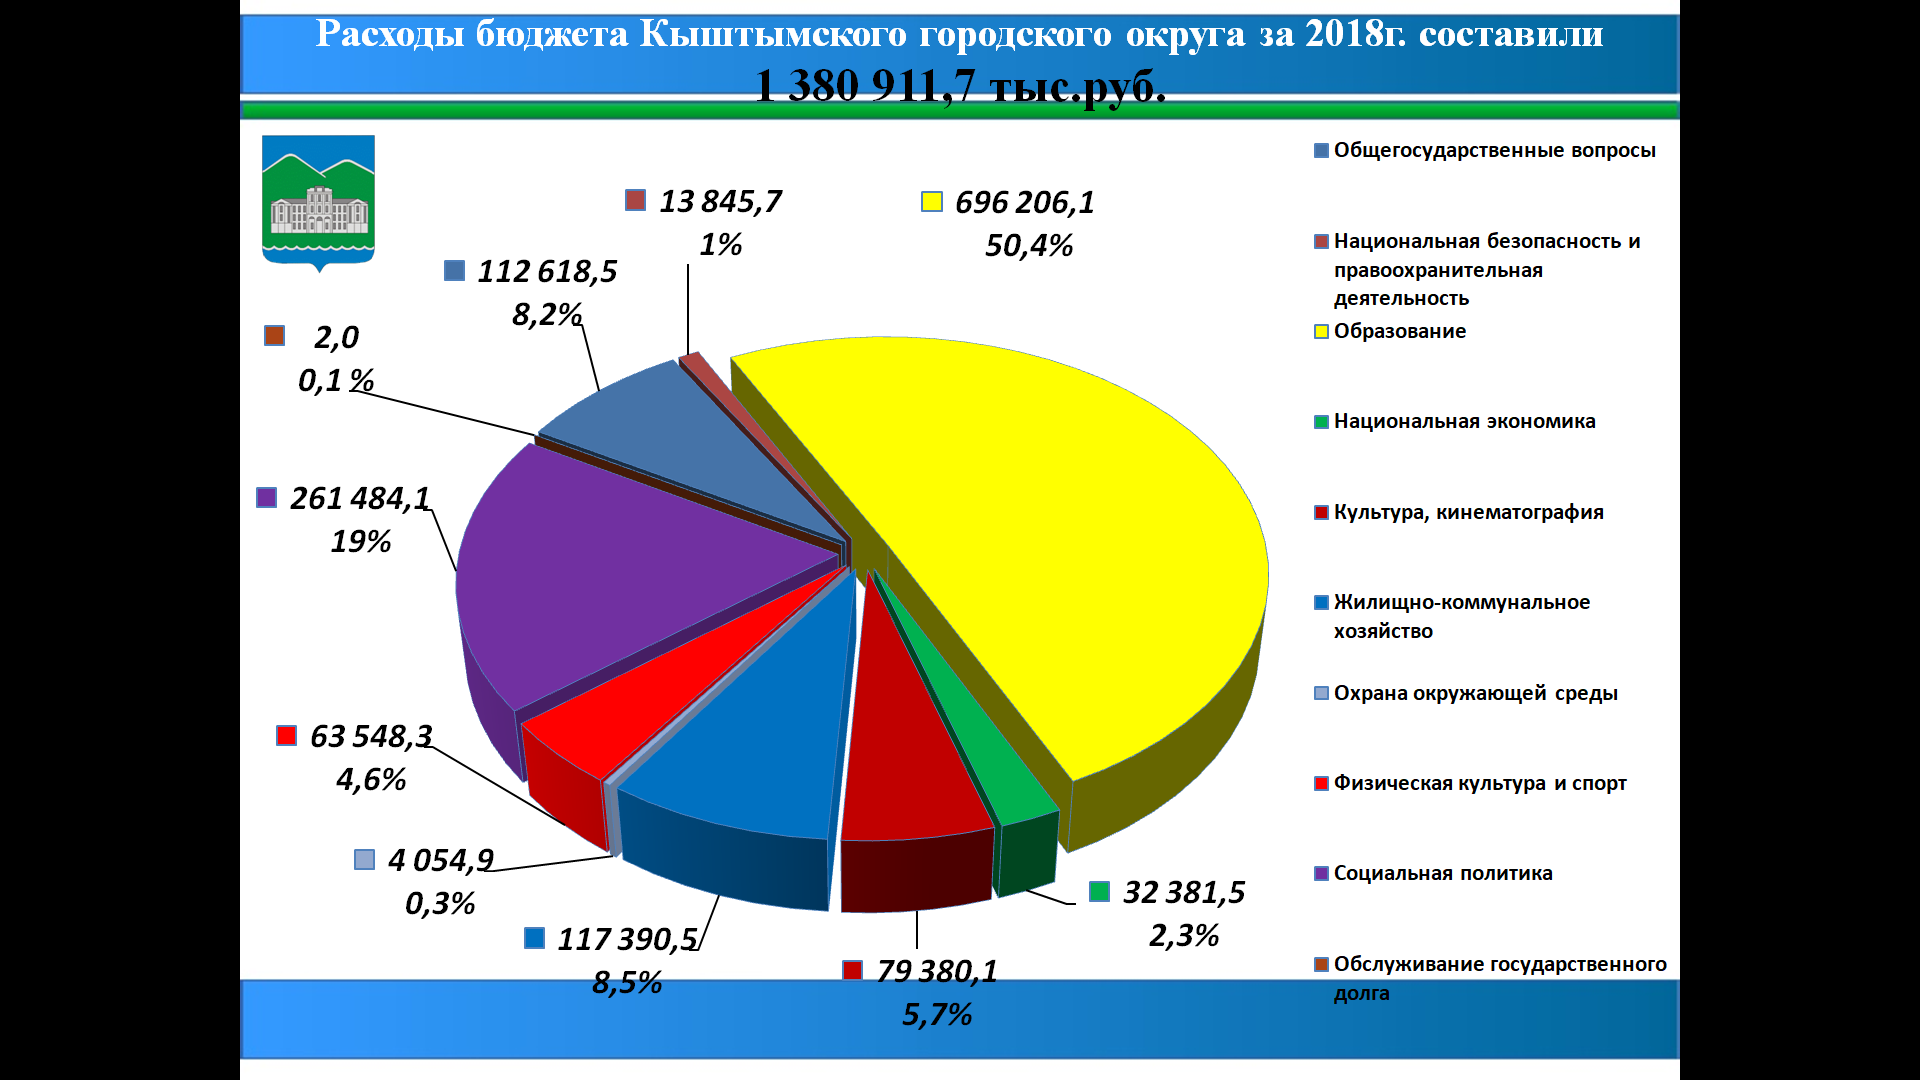 Расходы бюджета Кыштымского городского округа за 2018г. составили
1 380 911,7 тыс.руб.
13 845,7
1%
696 206,1
50,4%
112 618,5
8,2%
2,0
0,1 %
261 484,1
19%
63 548,3
4,6%
4 054,9
0,3%
117 390,5
8,5%
79 380,1
5,7%
32 381,5
2,3%
Общегосударственные вопросы
Национальная безопасность и
правоохранительная
деятельность
Образование
Национальная экономика
Культура, кинематография
Жилищно-коммунальное
хозяйство
Охрана окружающей среды
Физическая культура и спорт
Социальная политика
Обслуживание государственного
долга